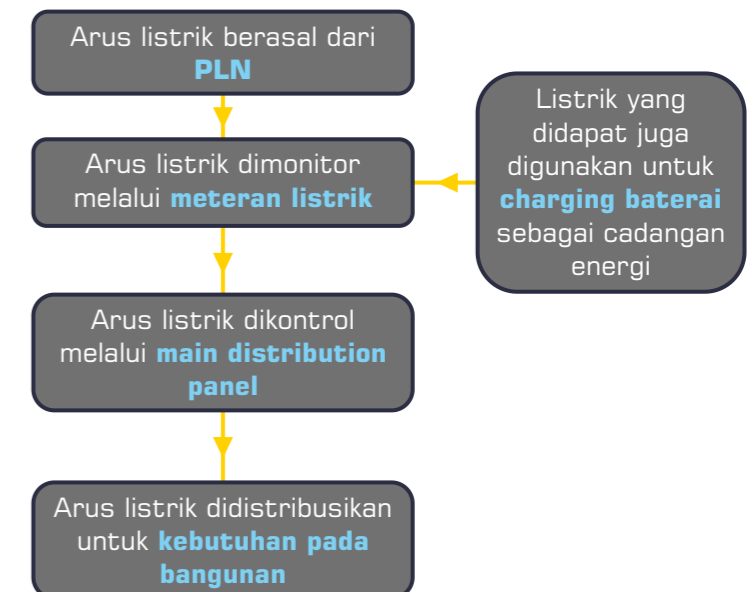 Arus listrik berasal dari
PLN
Arus listrik dimonitor
melalui meteran listrik
Listrik yang
didapat juga
digunakan untuk
charging baterai
sebagai cadangan
energi
Arus listrik dikontrol
melalui main distribution
panel
Arus listrik didistribusikan
untuk kebutuhan pada
bangunan